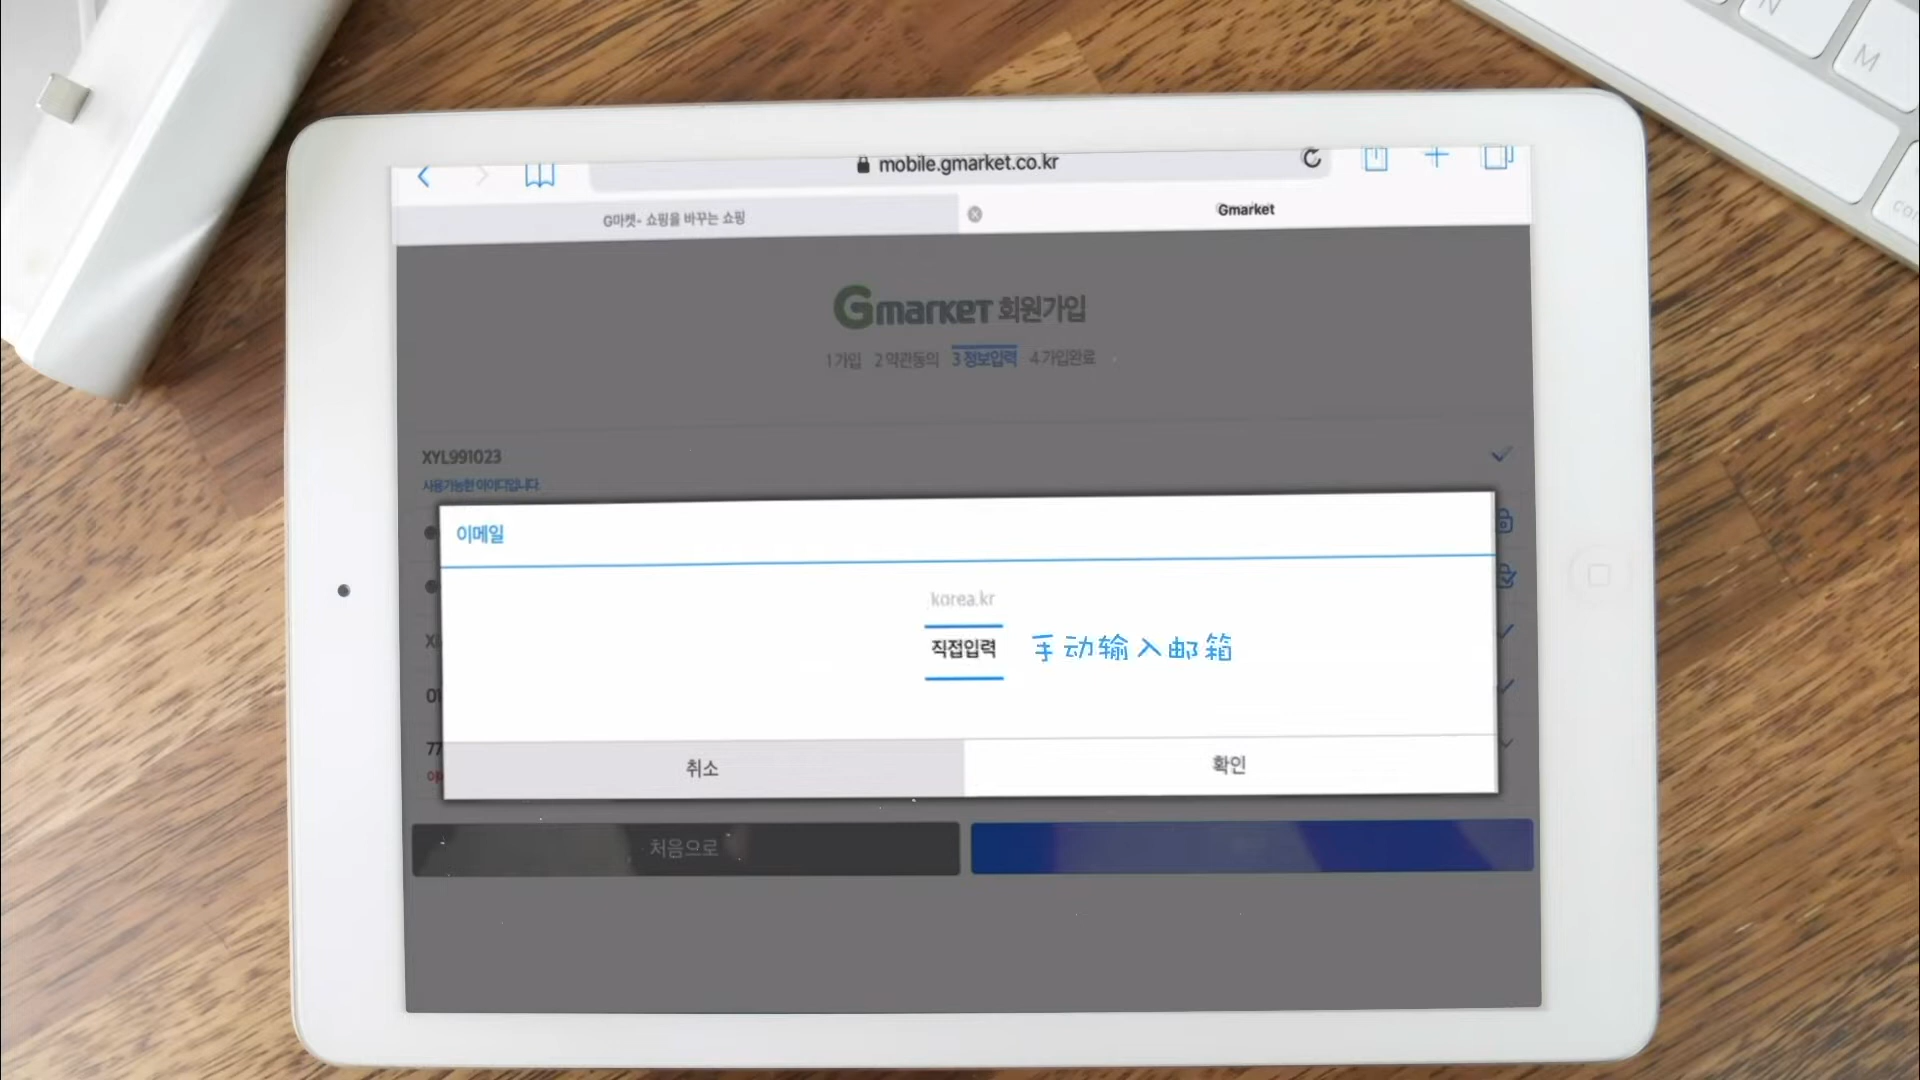 mobile.gmarket.co.kr
G마켓- 쇼핑을 바꾸는 쇼핑
Gmarket
Gmarket 회원가입
1 가입 2 약관동의 3 정보입력 4 가입완료
XYL991023
사용가능한 아이디입니다.
이메일
korea.kr
직접입력 手动输入邮箱
01
77
취소 확인
처음으로
N
M